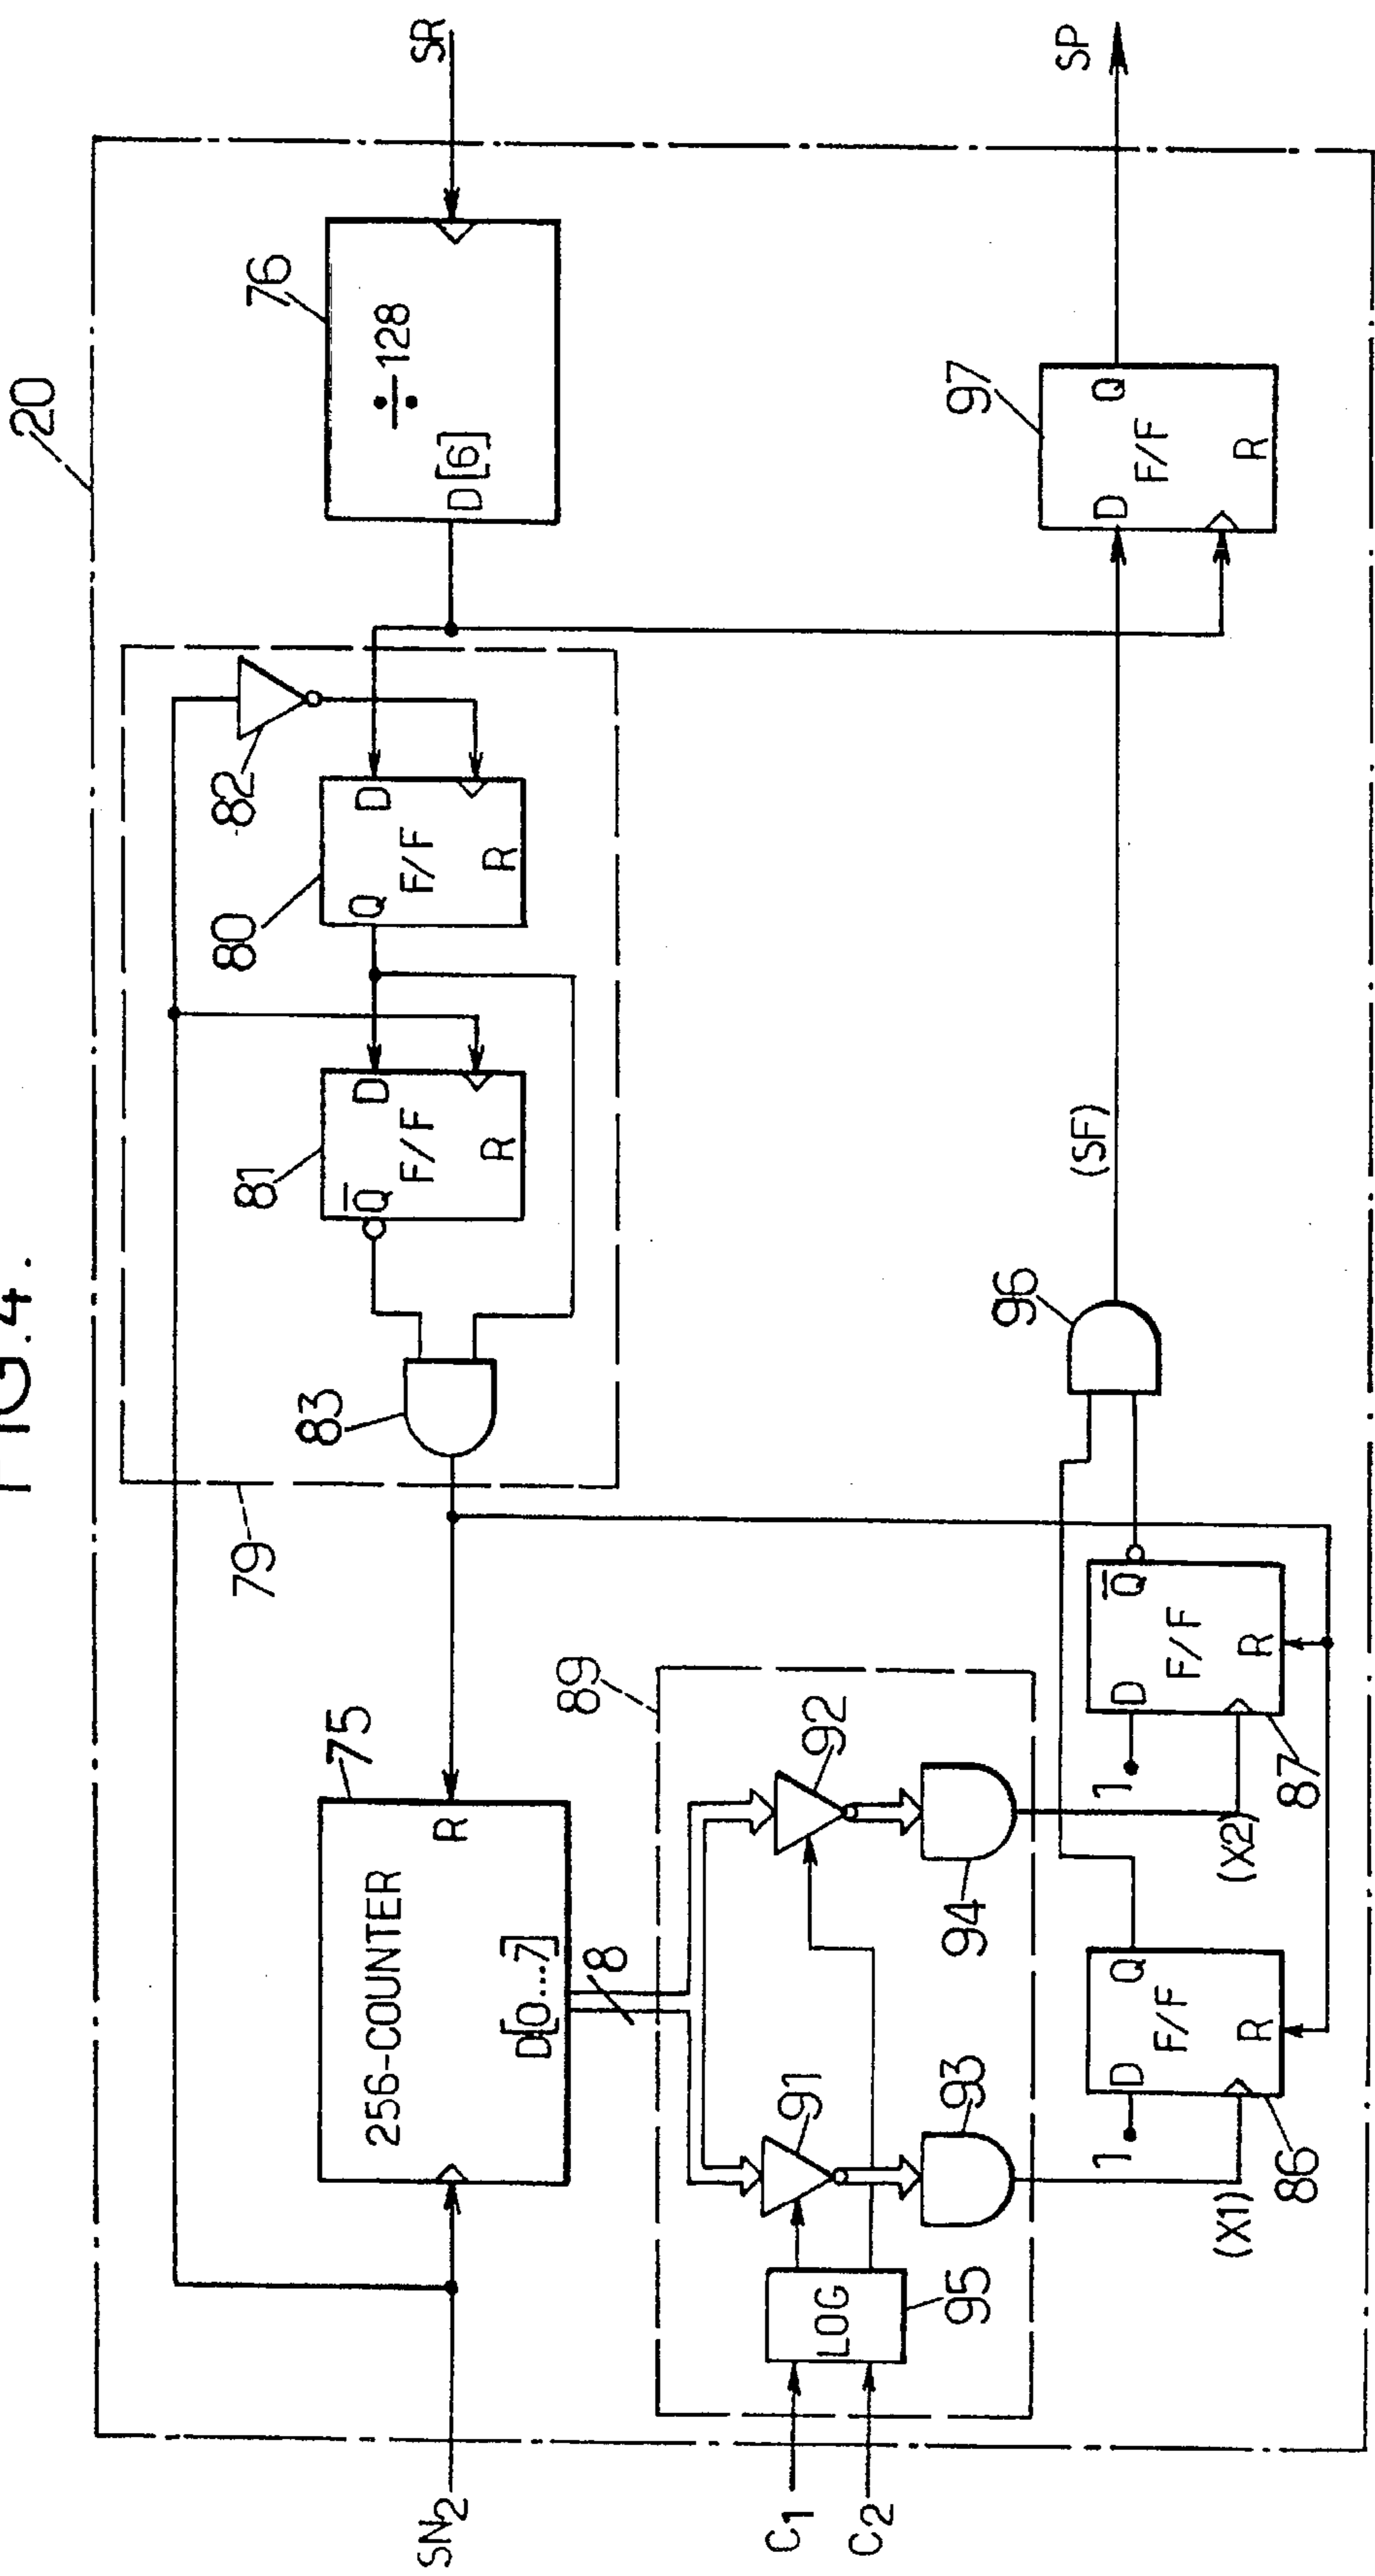 FIG.4.
20
SN2
SR
75
256-COUNTER
R
D[0...7]
8
79
83
81
Q
D
F/F
R
80
Q
D
F/F
R
82
76
÷128
D[6]
89
C1
C2
LOG
95
91
92
93
94
(X1)
(X2)
1
D
Q
F/F
R
86
1
D
Q
F/F
R
87
96
(SF)
97
D
Q
F/F
R
SP